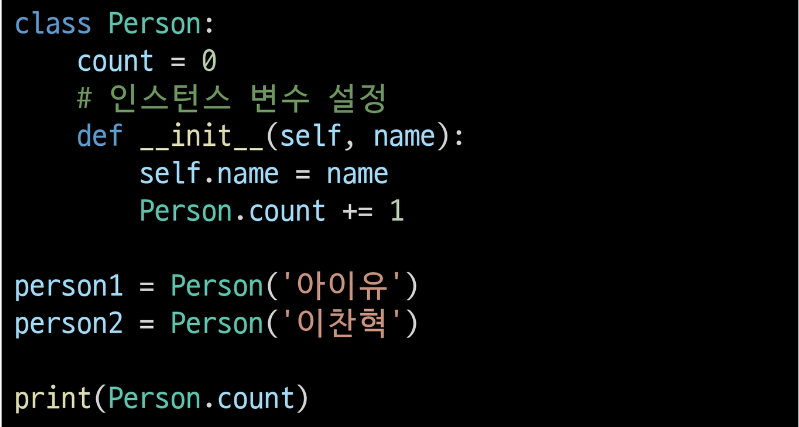 class Person:
    count = 0
    # 인스턴스 변수 설정
    def __init__(self, name):
        self.name = name
        Person.count += 1

person1 = Person('아이유')
person2 = Person('이찬혁')

print(Person.count)